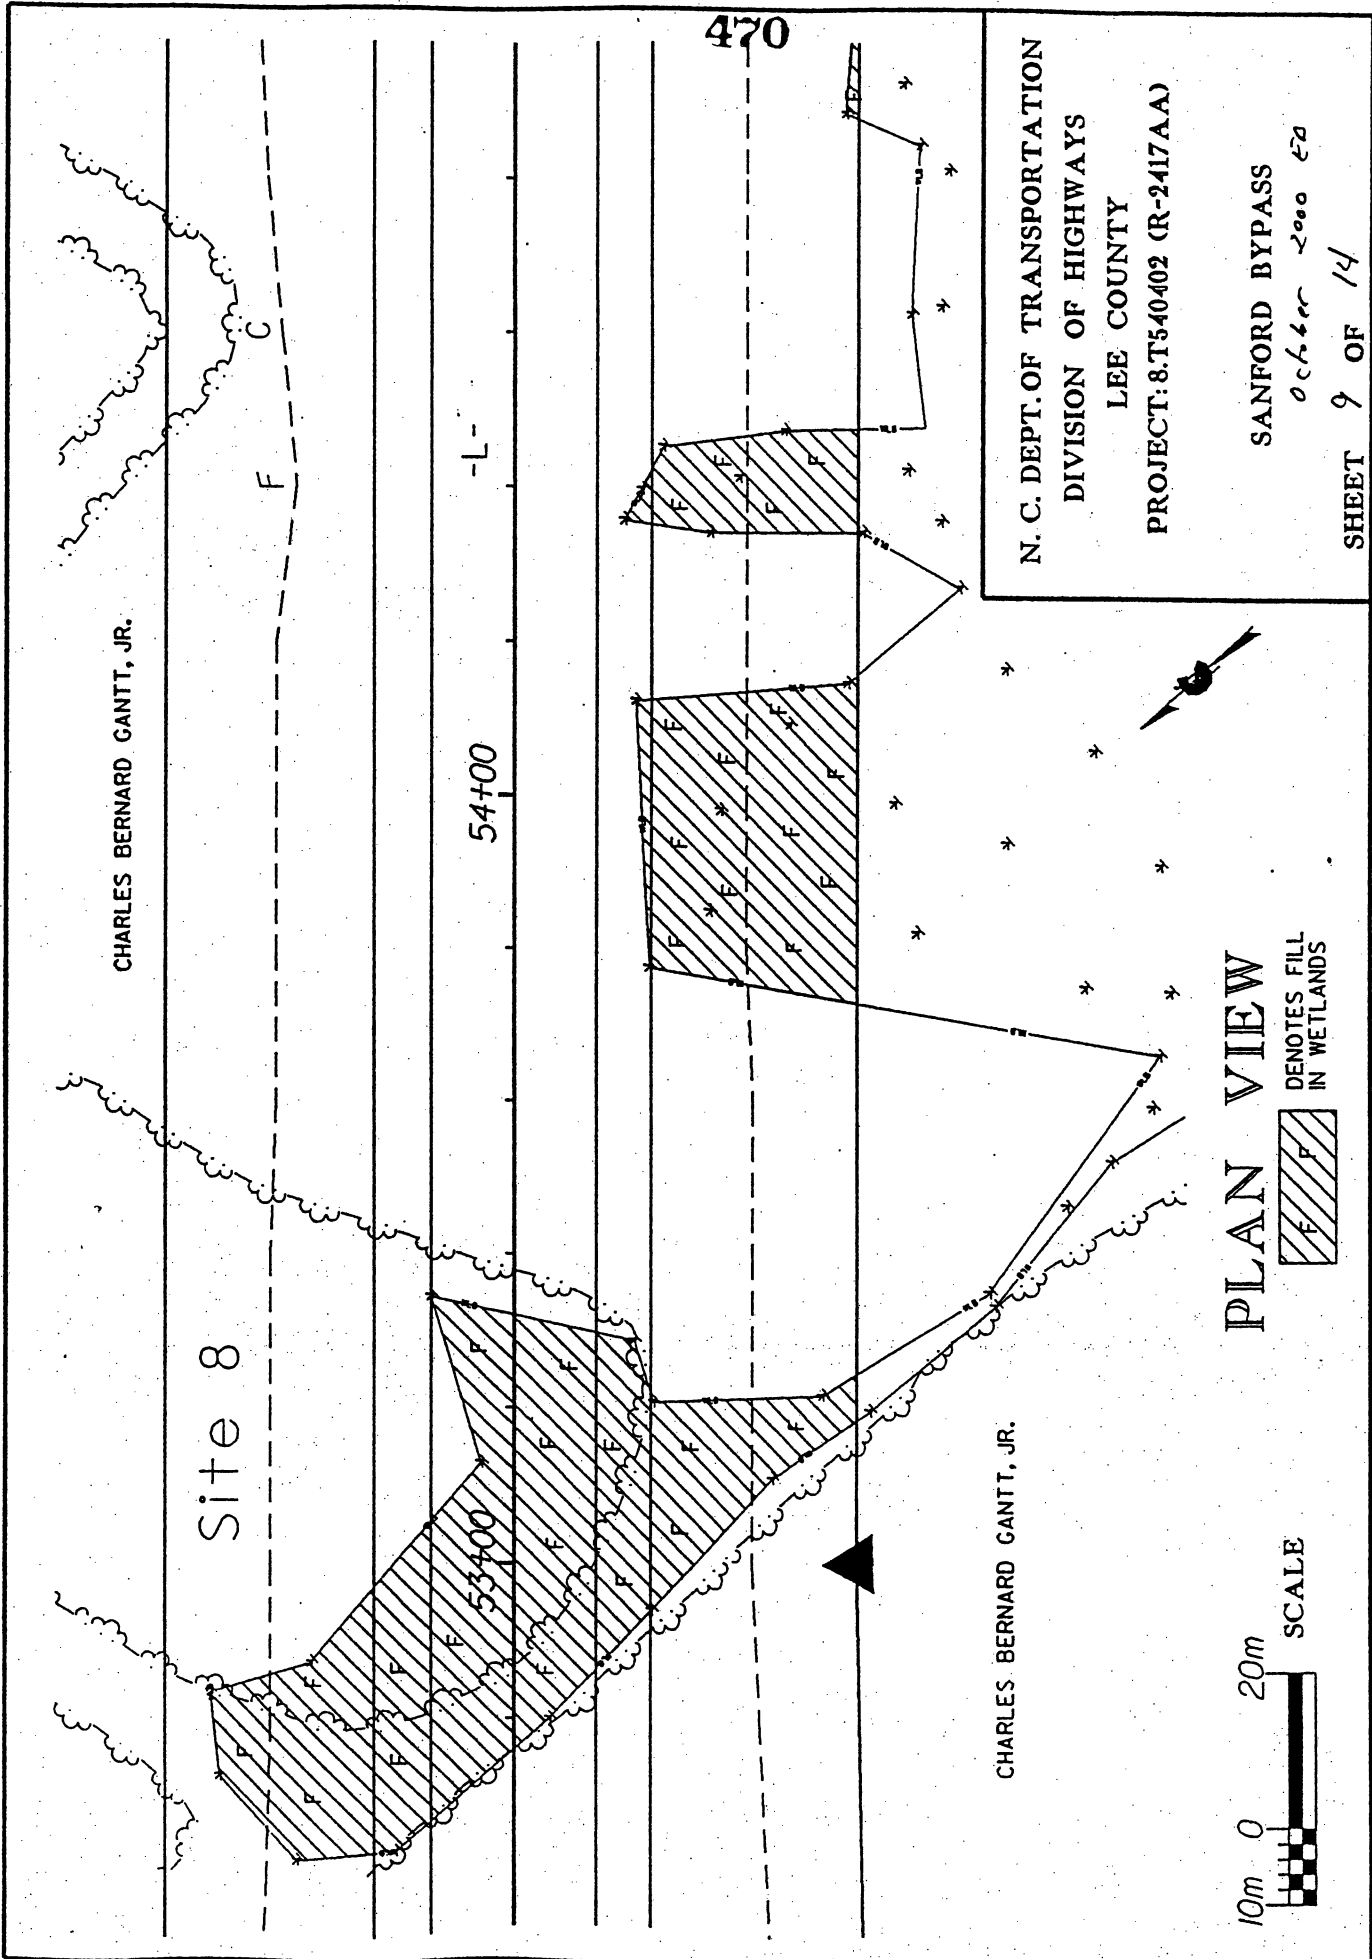 470
Site 8
CHARLES BERNARD GANTT, JR.
F
C
53+00
54+00
-L-
F F F F F F F F F F F F F F F F
F F F F F F F F F F
F F F F
F
CHARLES BERNARD GANTT, JR.
PLAN VIEW
F F
DENOTES FILL
IN WETLANDS
10m 0 20m
SCALE
N. C. DEPT. OF TRANSPORTATION
DIVISION OF HIGHWAYS
LEE COUNTY
PROJECT: 8.T540402 (R-2417AA)
SANFORD BYPASS
October 2000
SHEET 9 OF 14